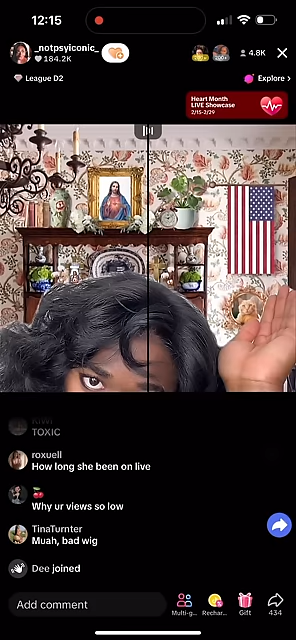 12:15
_notpsyiconic_
184.2K
4.8K
League D2
Explore >
Heart Month
LIVE Showcase
2/15-2/29
KIWI
TOXIC
roxuell
How long she been on live
Why ur views so low
TinaTurnter
Muah, bad wig
Dee joined
Add comment
Multi-g...
Rechar...
Gift
434